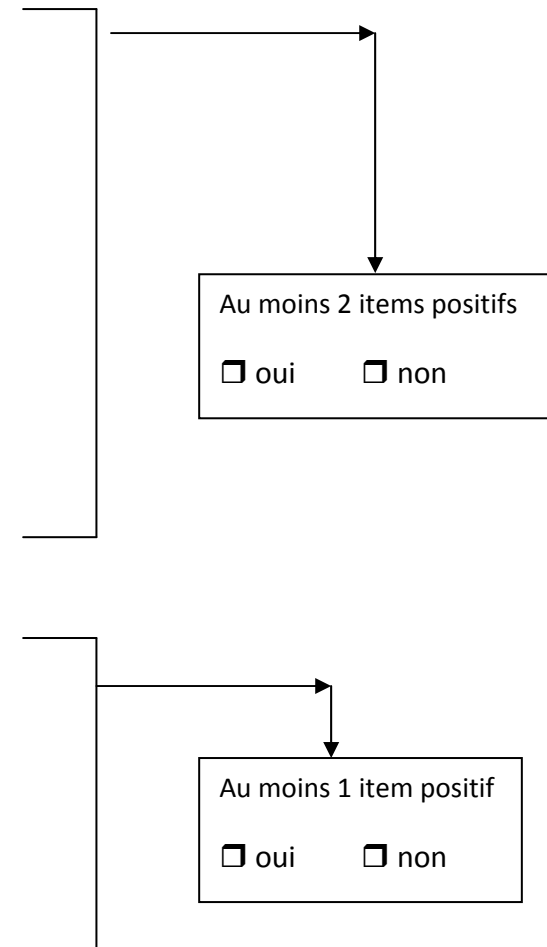 Au moins 2 items positifs
❒ oui ❒ non
Au moins 1 item positif
❒ oui ❒ non